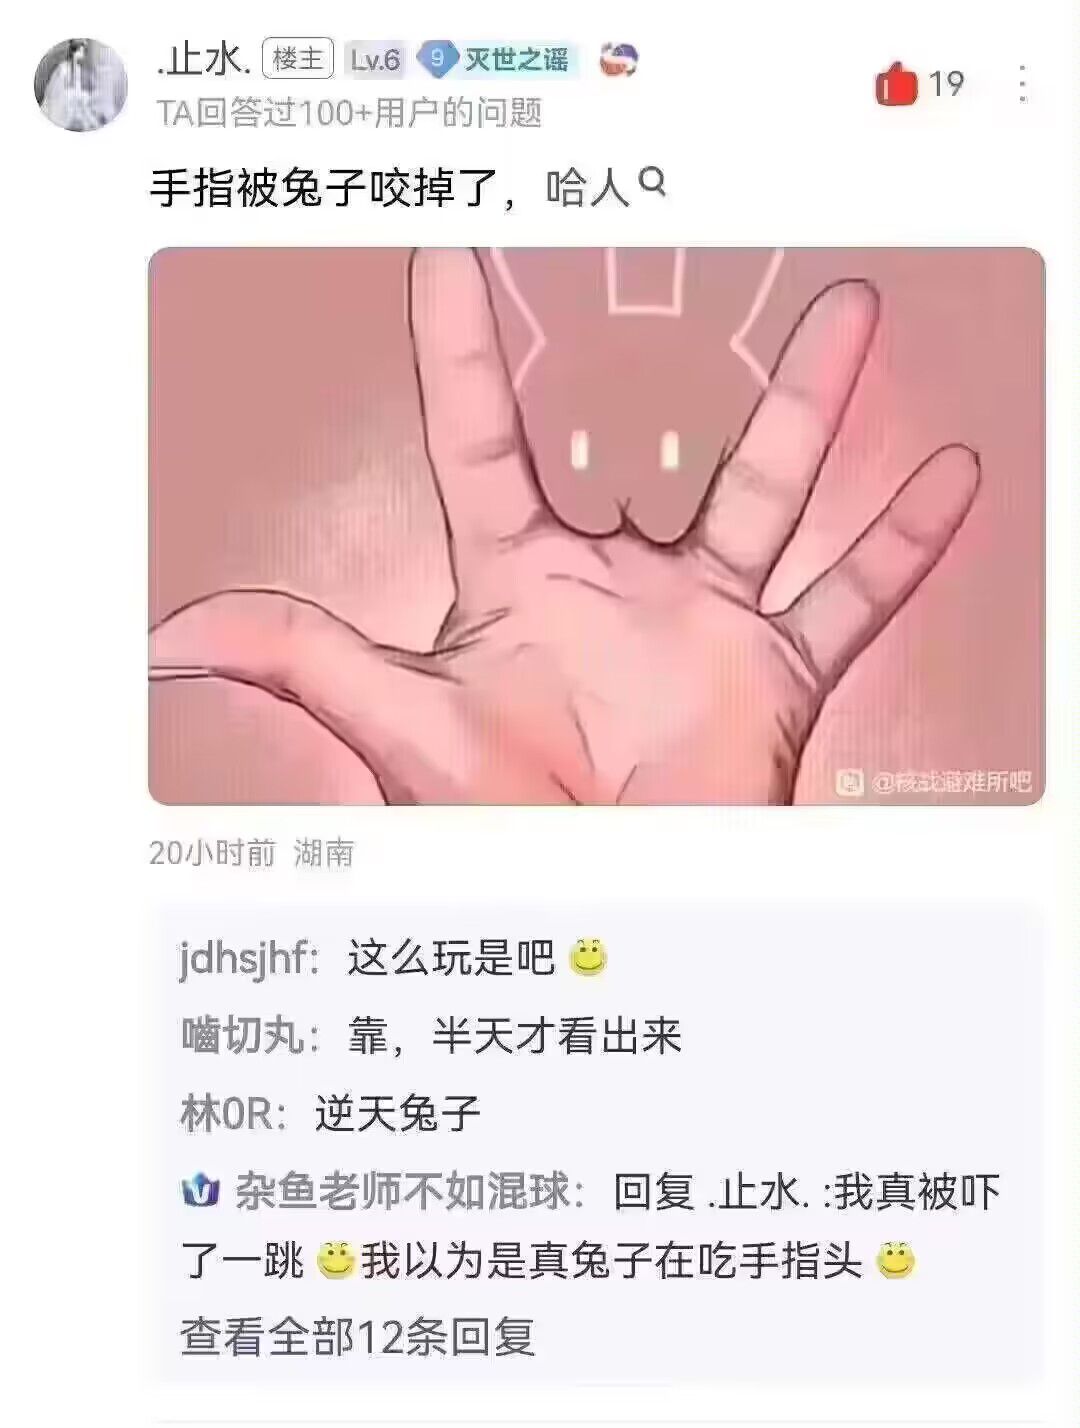 .止水. 楼主 Lv.6 9 灭世之谣 19
TA回答过100+用户的问题
手指被兔子咬掉了，哈人
@核战避难所吧
20小时前 湖南
jdhsjhf: 这么玩是吧
嚙切丸: 靠，半天才看出来
林0R: 逆天兔子
杂鱼老师不如混球: 回复 .止水. :我真被吓
了一跳 我以为是真兔子在吃手指头
查看全部12条回复